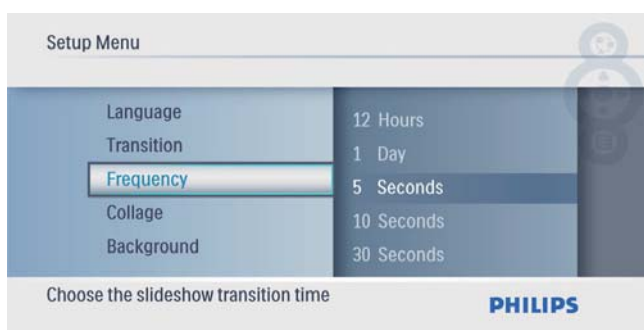 Setup Menu
Language
Transition
Frequency
Collage
Background
12 Hours
1 Day
5 Seconds
10 Seconds
30 Seconds
Choose the slideshow transition time
PHILIPS